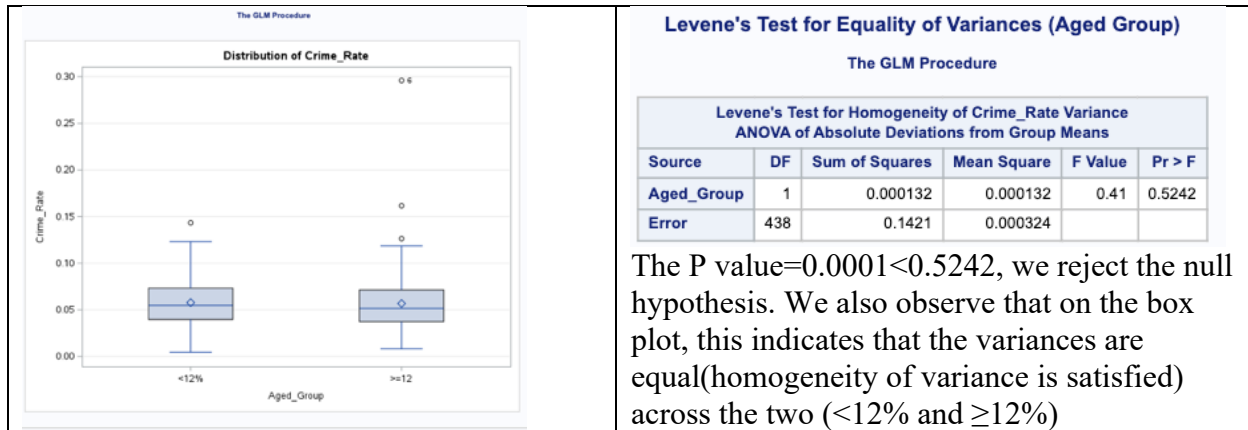 The GLM Procedure
Distribution of Crime_Rate
0.30
0.25
0.20
0.15
0.10
0.05
0.00
Crime_Rate
6
<12%
>=12
Aged_Group
Levene's Test for Equality of Variances (Aged Group)
The GLM Procedure
Levene's Test for Homogeneity of Crime_Rate Variance
ANOVA of Absolute Deviations from Group Means
Source DF Sum of Squares Mean Square F Value Pr > F
Aged_Group 1 0.000132 0.000132 0.41 0.5242
Error 438 0.1421 0.000324
The P value=0.0001<0.5242, we reject the null
hypothesis. We also observe that on the box
plot, this indicates that the variances are
equal(homogeneity of variance is satisfied)
across the two (<12% and ≥12%)